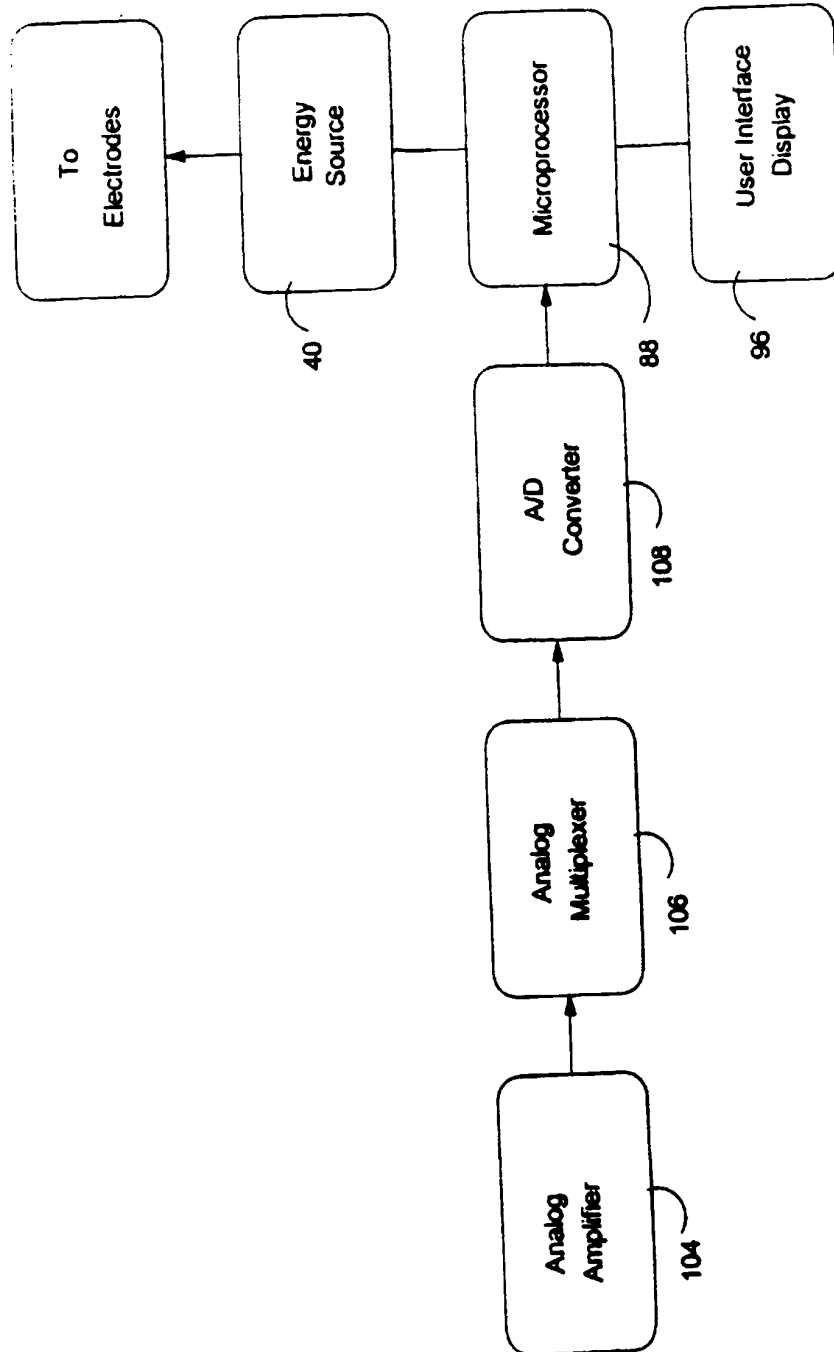 Analog
Amplifier
104
Analog
Multiplexer
106
A/D
Converter
108
To
Electrodes
Energy
Source
40
Microprocessor
88
User Interface
Display
96